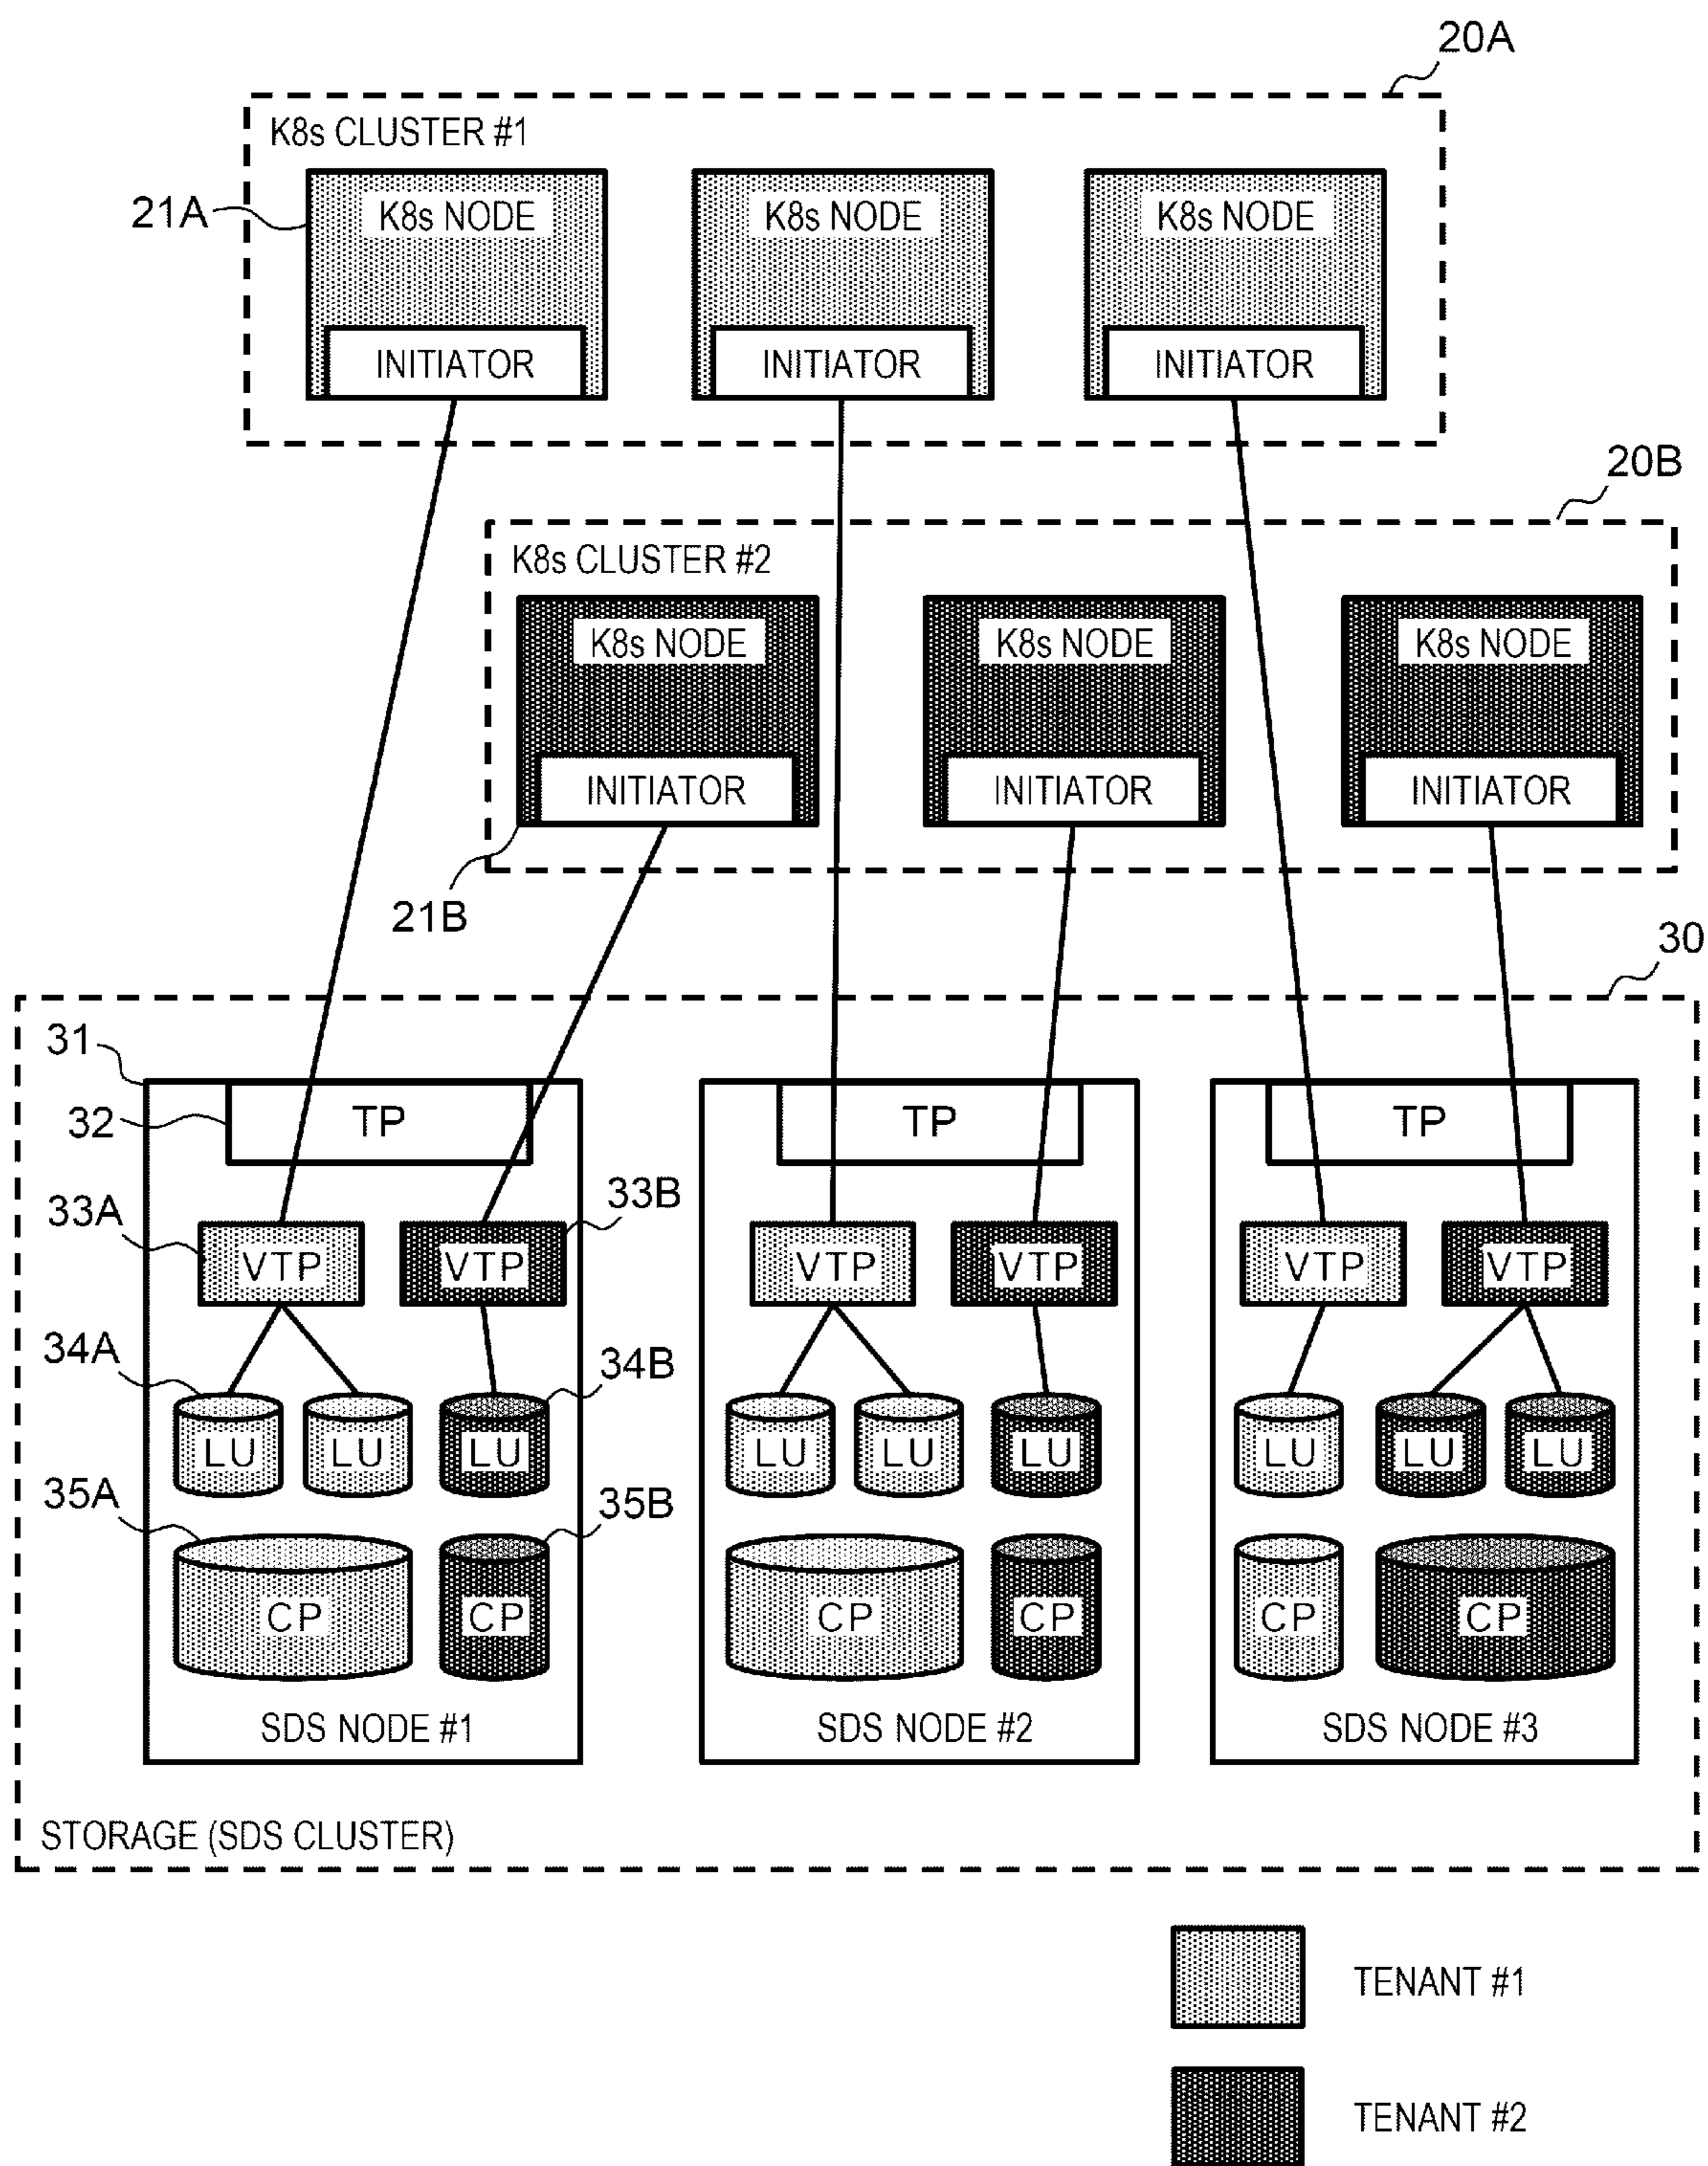 20A
K8s CLUSTER #1
21A
K8s NODE
K8s NODE
K8s NODE
INITIATOR
INITIATOR
INITIATOR
20B
K8s CLUSTER #2
K8s NODE
K8s NODE
K8s NODE
INITIATOR
INITIATOR
INITIATOR
21B
30
31
32
TP
TP
TP
33A
33B
VTP
VTP
VTP
VTP
VTP
VTP
34A
34B
LU
LU
LU
LU
LU
LU
LU
LU
LU
35A
35B
CP
CP
CP
CP
CP
CP
SDS NODE #1
SDS NODE #2
SDS NODE #3
STORAGE (SDS CLUSTER)
TENANT #1
TENANT #2